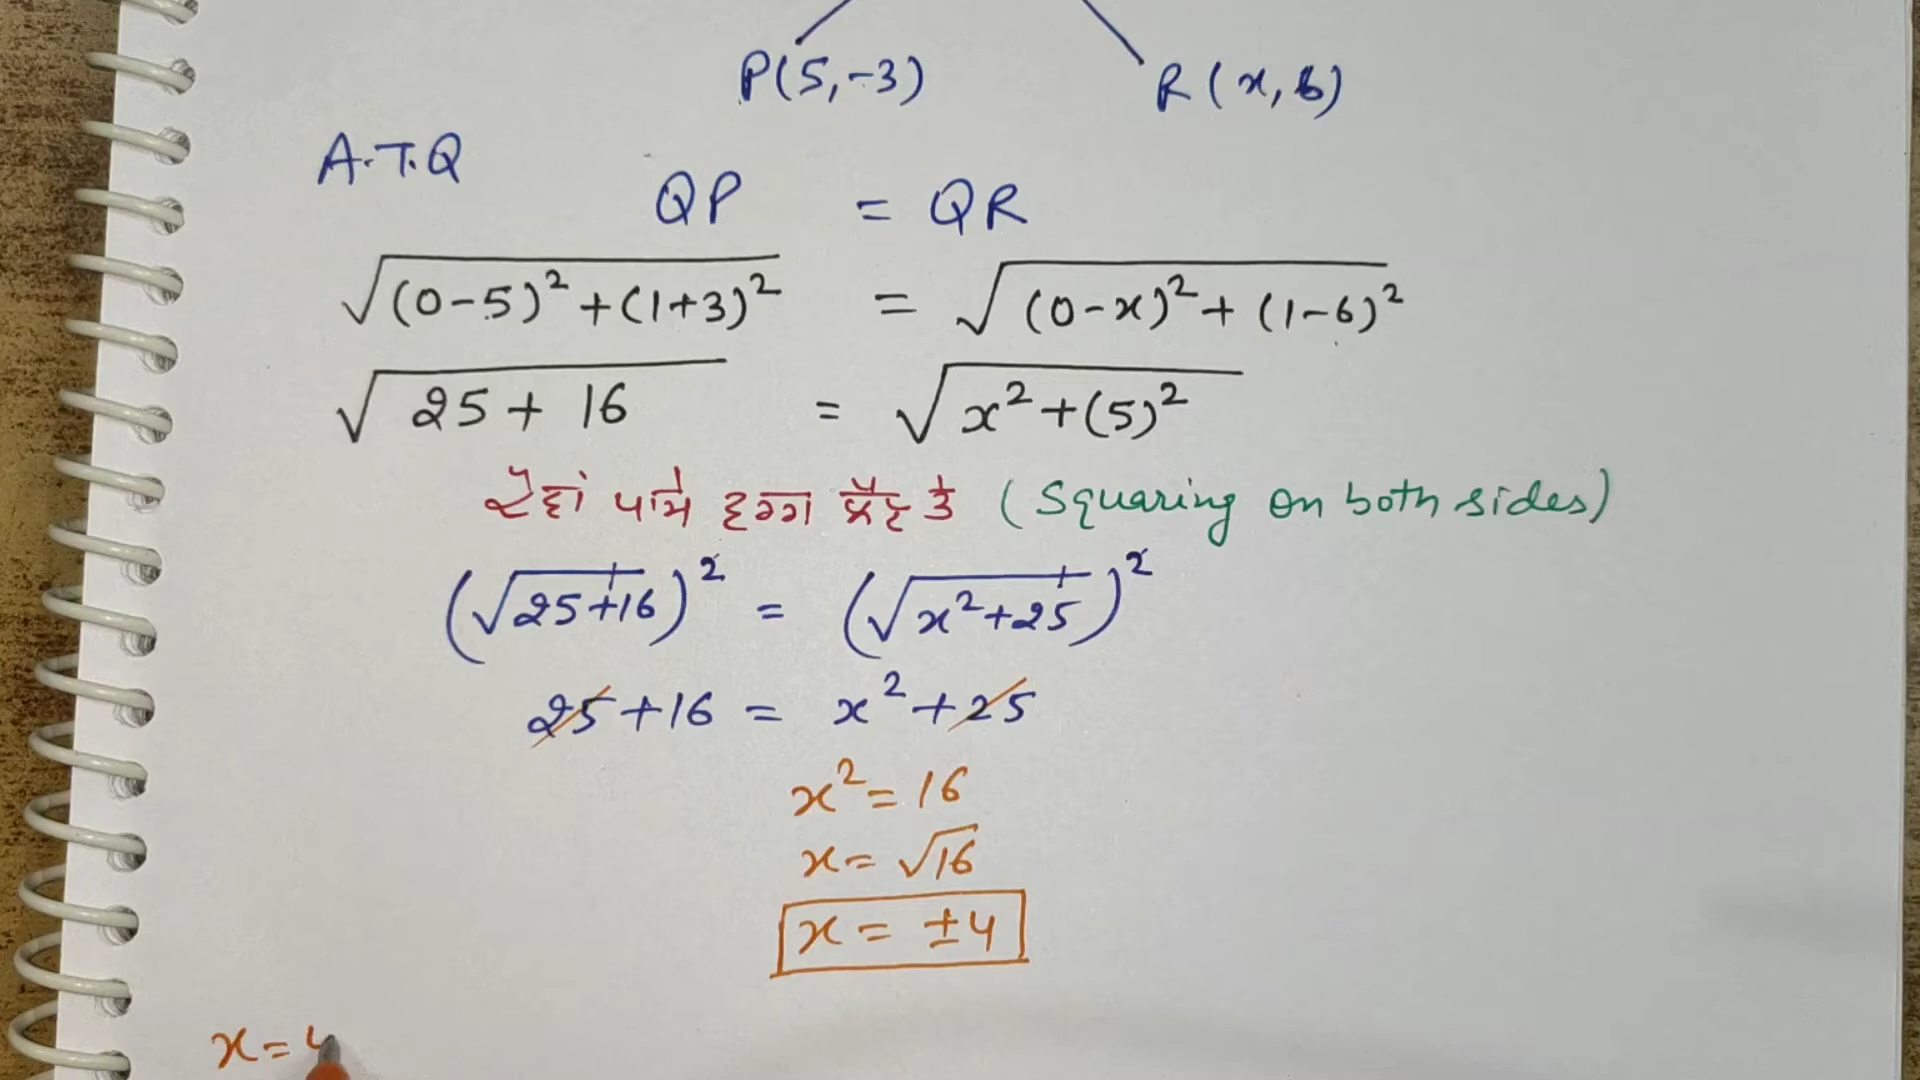 P(5,-3) R(x,6)
A.T.Q
QP = QR
√(0-5)²+(1+3)² = √(0-x)²+(1-6)²
√25+16 = √x²+(5)²
ਦੋਹਾਂ ਪਾਸੇ ਵਰਗ ਕਰਣ ਤੇ (Squaring on both sides)
(√25+16)² = (√x²+25)²
25+16 = x²+25
x²=16
x=√16
x= ±4
x=4